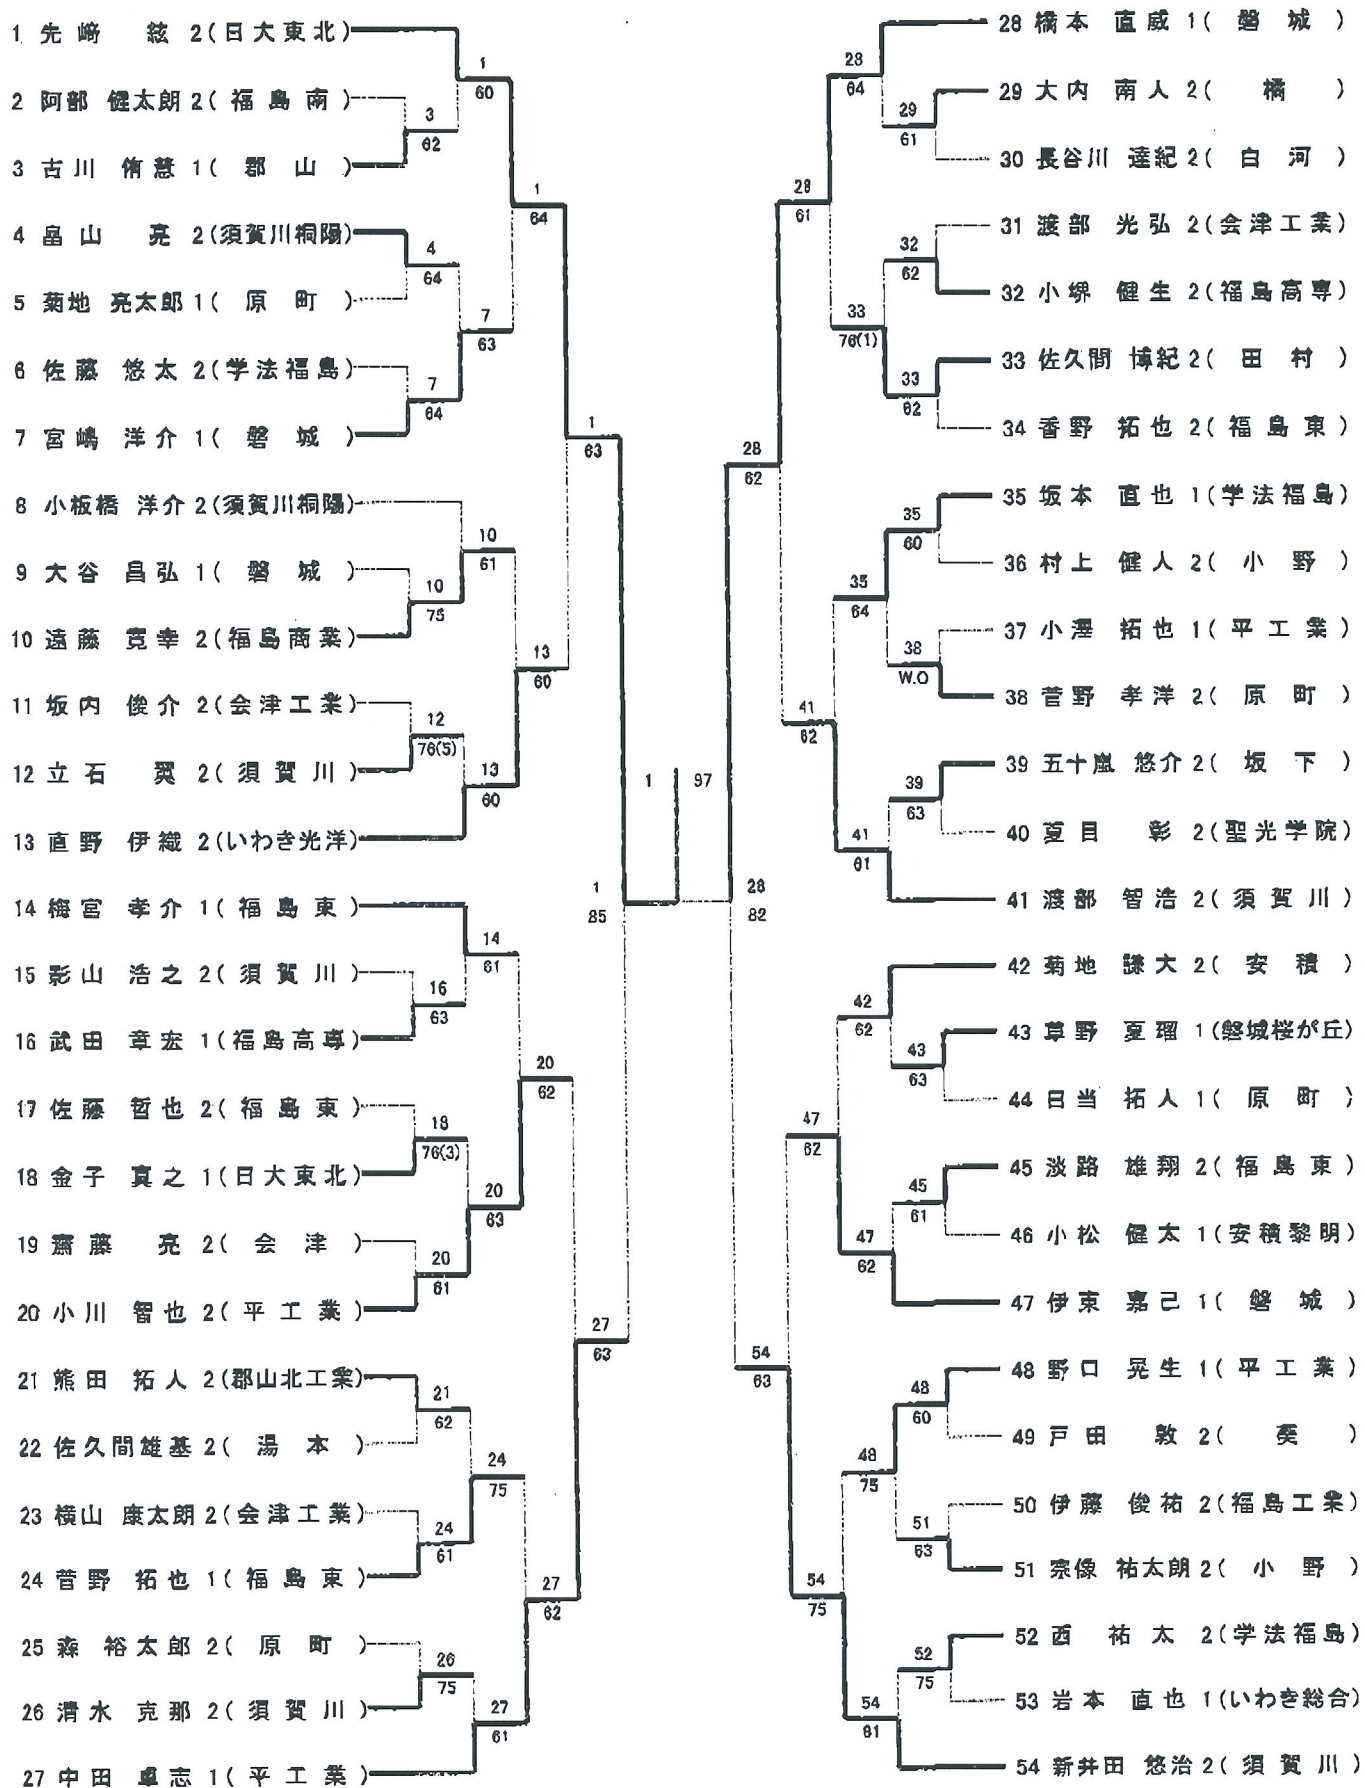 1 先﨑 絃 2(日大東北)
2 阿部 健太朗 2(福島南)
3 古川 侑慧 1(郡山)
4 畠山 亮 2(須賀川桐陽)
5 菊地 亮太郎 1(原町)
6 佐藤 悠太 2(学法福島)
7 宮嶋 洋介 1(磐城)
8 小板橋 洋介 2(須賀川桐陽)
9 大谷 昌弘 1(磐城)
10 遠藤 寛幸 2(福島商業)
11 坂内 俊介 2(会津工業)
12 立石 翼 2(須賀川)
13 直野 伊織 2(いわき光洋)
14 梅宮 孝介 1(福島東)
15 影山 浩之 2(須賀川)
16 武田 章宏 1(福島高専)
17 佐藤 哲也 2(福島東)
18 金子 真之 1(日大東北)
19 齋藤 亮 2(会津)
20 小川 智也 2(平工業)
21 熊田 拓人 2(郡山北工業)
22 佐久間雄基 2(湯本)
23 横山 康太朗 2(会津工業)
24 菅野 拓也 1(福島東)
25 森 裕太郎 2(原町)
26 清水 克那 2(須賀川)
27 中田 卓志 1(平工業)
3
62
4
64
7
64
10
75
12
76(5)
16
63
18
76(3)
20
61
21
62
24
61
26
75
1
60
7
63
10
61
13
60
14
61
20
63
24
75
27
61
1
64
13
60
20
62
27
62
1
63
27
63
1
85
1 97
28
82
28
62
54
63
28
61
41
62
47
62
54
75
28
64
33
76(1)
35
64
41
61
42
62
47
62
48
75
54
61
29
61
32
62
33
62
35
60
38
W.O
39
63
43
63
45
61
48
60
51
63
52
75
28 橋本 直威 1(磐城)
29 大内 南人 2(橘)
30 長谷川 達紀 2(白河)
31 渡部 光弘 2(会津工業)
32 小堺 健生 2(福島高専)
33 佐久間 博紀 2(田村)
34 香野 拓也 2(福島東)
35 坂本 直也 1(学法福島)
36 村上 健人 2(小野)
37 小澤 拓也 1(平工業)
38 菅野 孝洋 2(原町)
39 五十嵐 悠介 2(坂下)
40 夏目 彰 2(聖光学院)
41 渡部 智浩 2(須賀川)
42 菊地 謙大 2(安積)
43 草野 夏瑠 1(磐城桜が丘)
44 日当 拓人 1(原町)
45 淡路 雄翔 2(福島東)
46 小松 健太 1(安積黎明)
47 伊東 嘉己 1(磐城)
48 野口 晃生 1(平工業)
49 戸田 敦 2(葵)
50 伊藤 俊祐 2(福島工業)
51 宗像 祐太朗 2(小野)
52 西 祐太 2(学法福島)
53 岩本 直也 1(いわき総合)
54 新井田 悠治 2(須賀川)